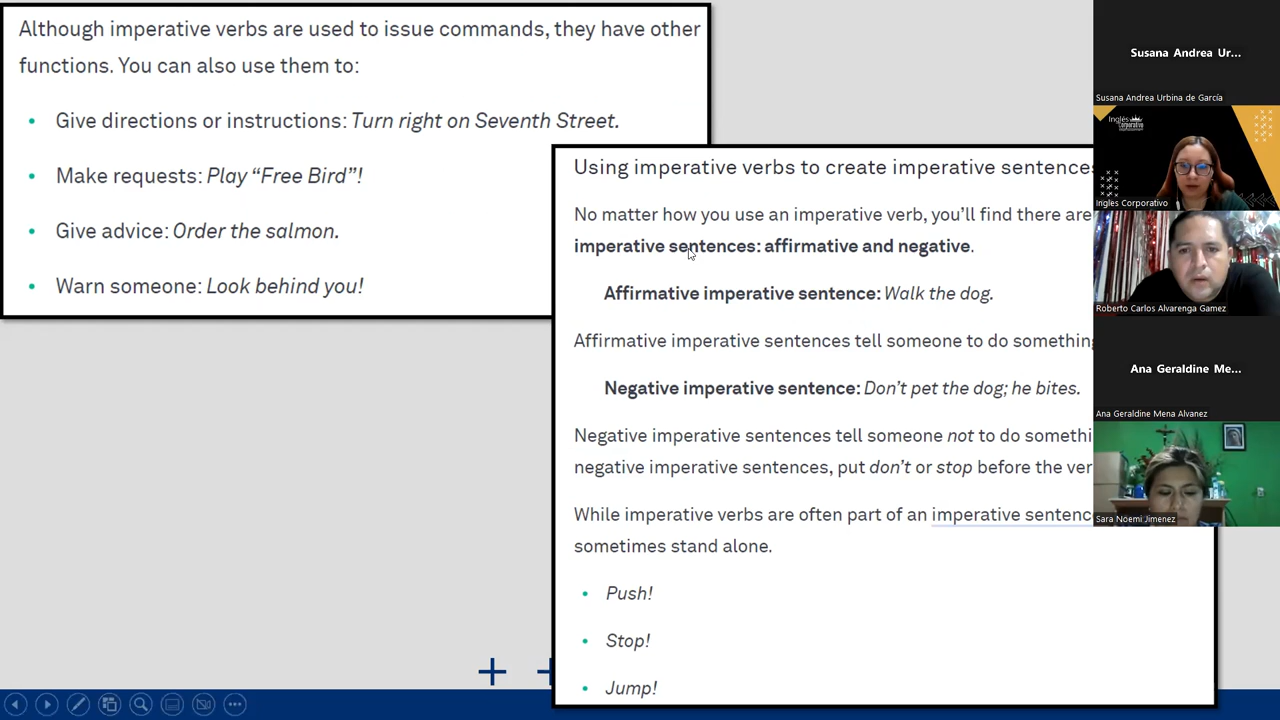 Although imperative verbs are used to issue commands, they have other
functions. You can also use them to:
• Give directions or instructions: Turn right on Seventh Street.
• Make requests: Play “Free Bird”!
• Give advice: Order the salmon.
• Warn someone: Look behind you!
Using imperative verbs to create imperative sentences
No matter how you use an imperative verb, you’ll find there are
imperative sentences: affirmative and negative.
Affirmative imperative sentence: Walk the dog.
Affirmative imperative sentences tell someone to do something
Negative imperative sentence: Don’t pet the dog; he bites.
Negative imperative sentences tell someone not to do somethi
negative imperative sentences, put don’t or stop before the ver
While imperative verbs are often part of an imperative sentenc
sometimes stand alone.
• Push!
• Stop!
• Jump!
Susana Andrea Ur...
Susana Andrea Urbina de García
Inglés
Corporativo
Ingles Corporativo
Roberto Carlos Alvarenga Gamez
Ana Geraldine Me...
Ana Geraldine Mena Alvanez
Sara Noemi Jimenez